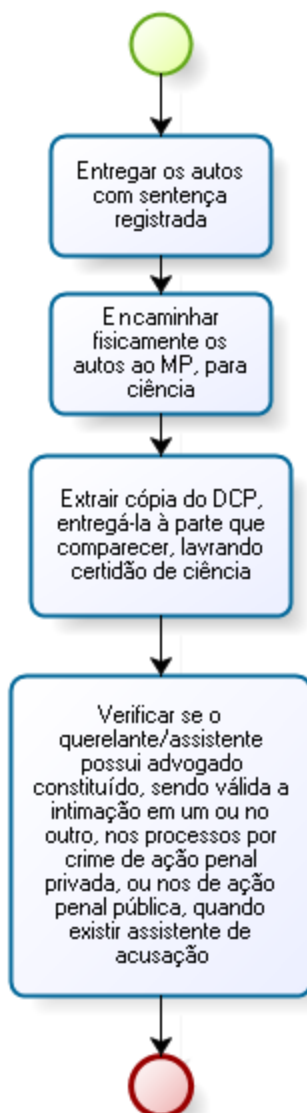 Entregar os autos
com sentença
registrada
Encaminhar
fisicamente os
autos ao MP, para
ciência
Extrair cópia do DCP,
entregá-la à parte que
comparecer, lavrando
certidão de ciência
Verificar se o
querelante/assistente
possui advogado
constituído, sendo válida a
intimação em um ou no
outro, nos processos por
crime de ação penal
privada, ou nos de ação
penal pública, quando
existir assistente de
acusação